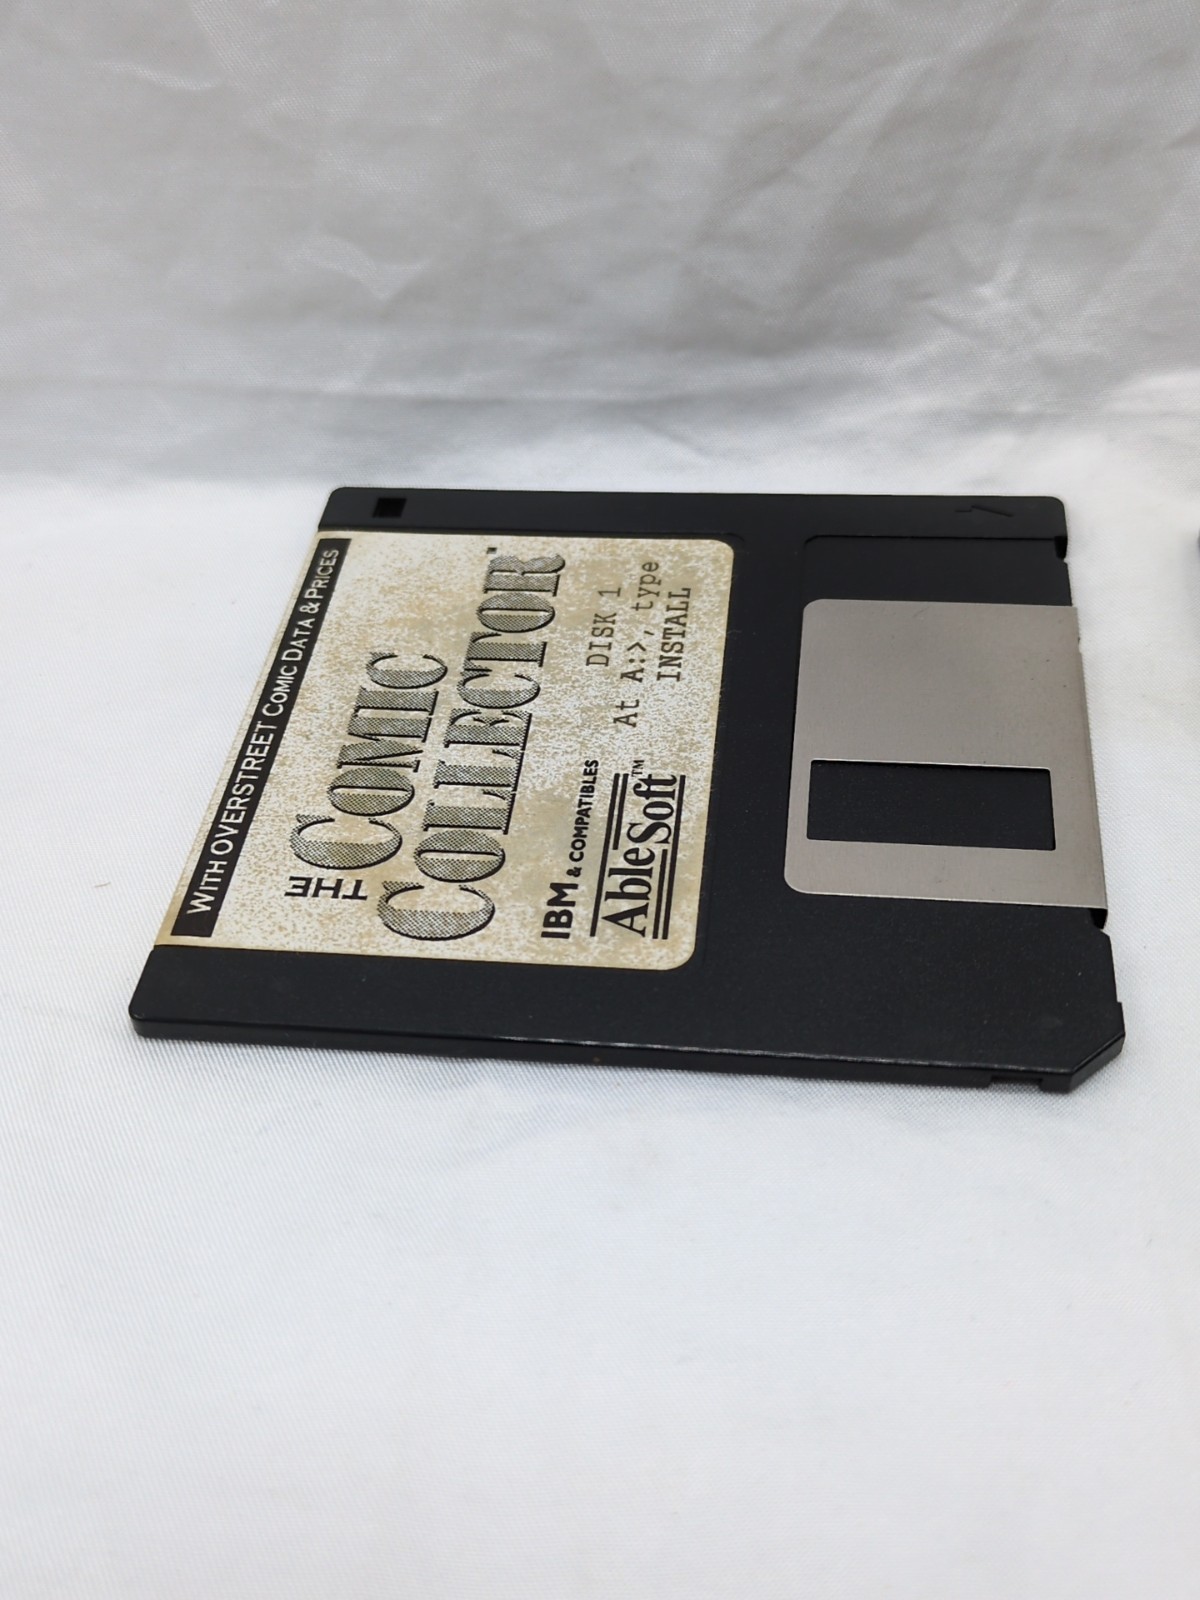 WITH OVERSTREET COMIC DATA & PRICES
THE
COMIC
COLLECTOR™
IBM & COMPATIBLES
AbleSoft™
DISK 1
At A:>, type
INSTALL